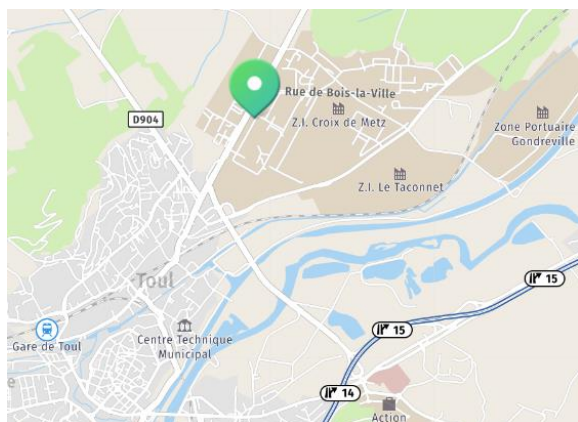 Rue de Bois-la-Ville
Z.I. Croix de Metz
D904
Zone Portuaire
Gondreville
Z.I. Le Taconnet
Toul
15
15
Centre Technique
Municipal
Gare de Toul
14
Action